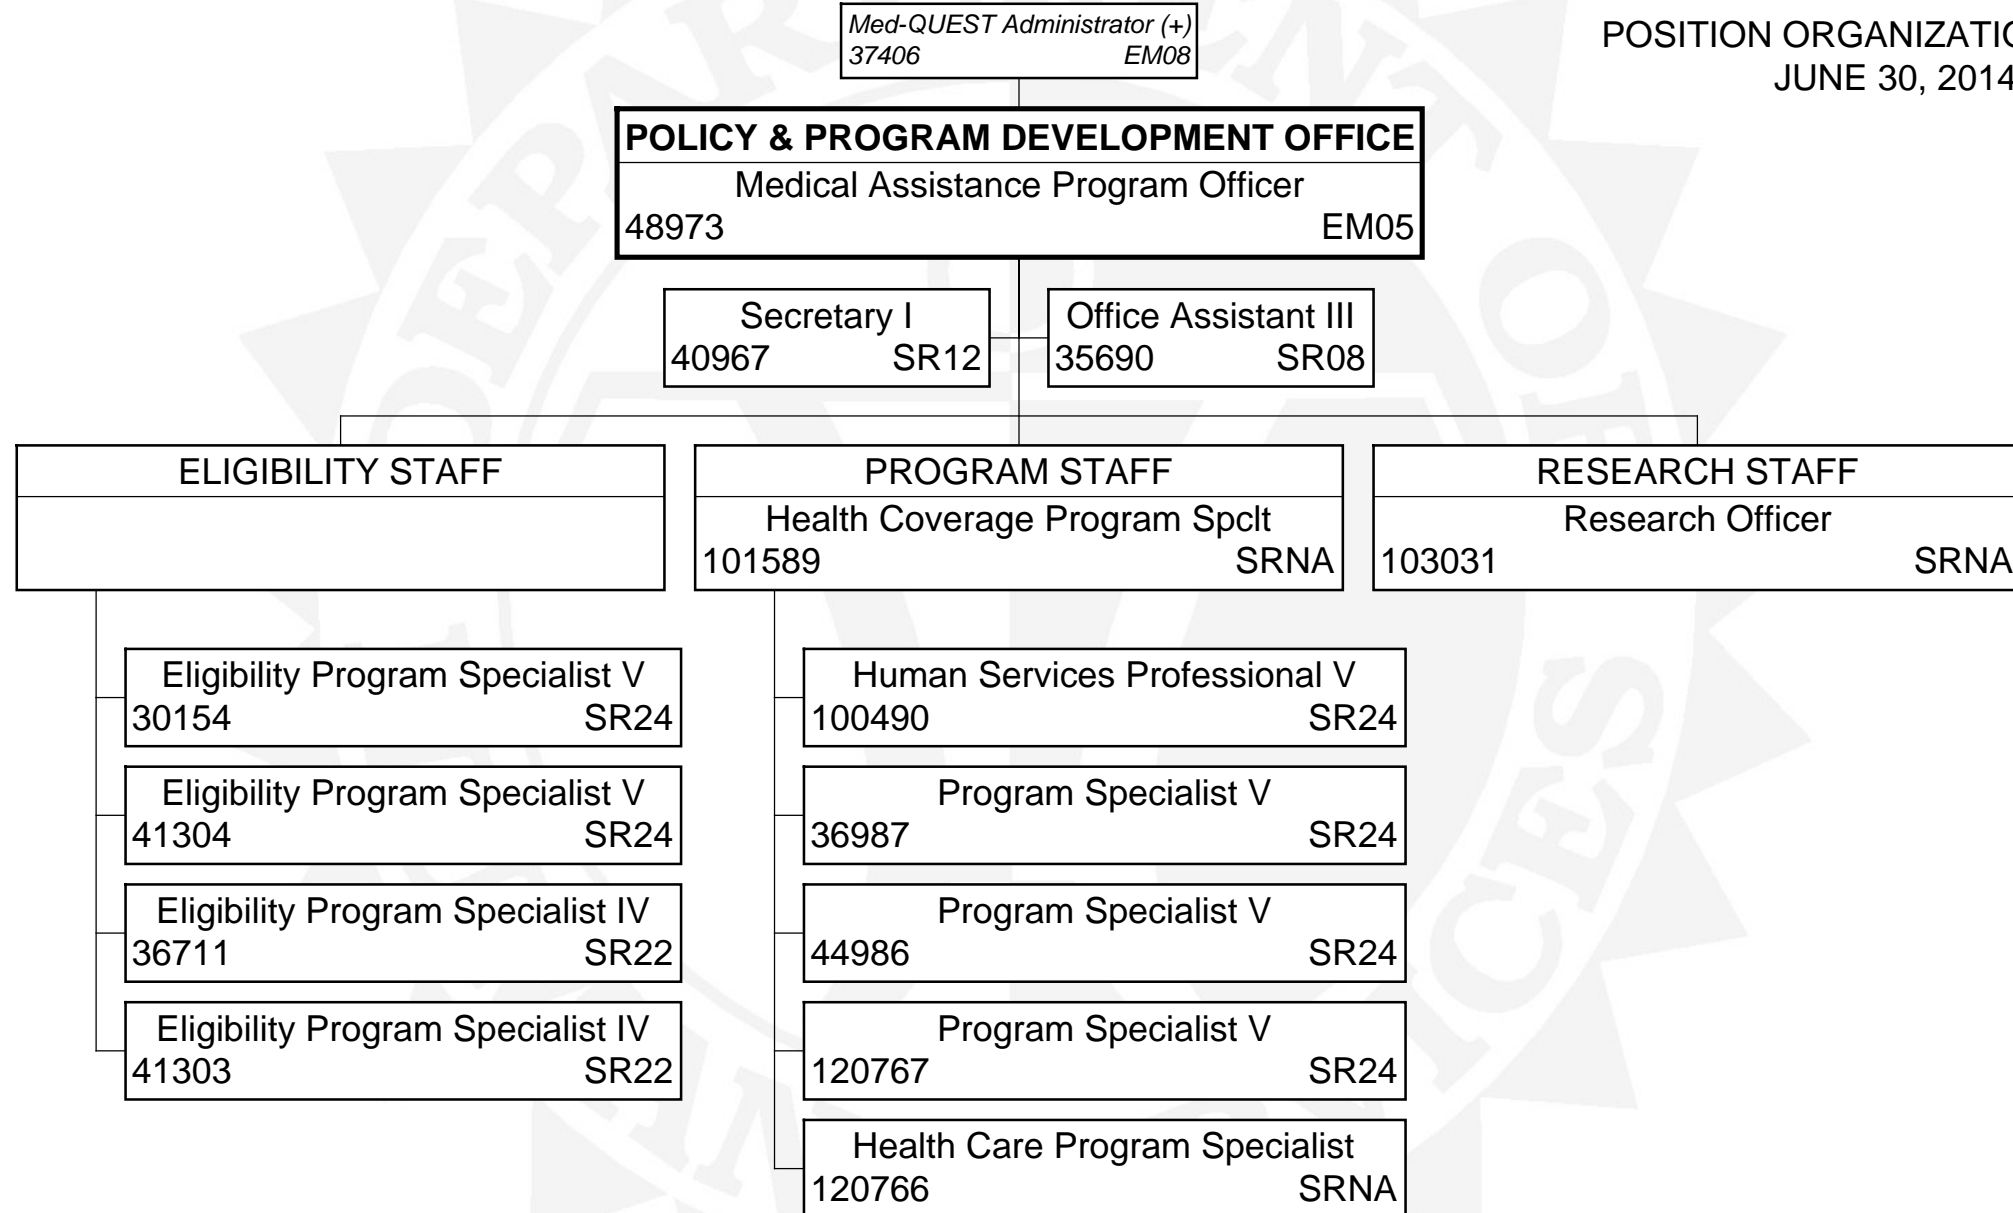 Med-QUEST Administrator (+)
37406 EM08
POSITION ORGANIZATIO
JUNE 30, 2014
POLICY & PROGRAM DEVELOPMENT OFFICE
Medical Assistance Program Officer
48973 EM05
Secretary I
40967 SR12
Office Assistant III
35690 SR08
ELIGIBILITY STAFF
PROGRAM STAFF
Health Coverage Program Spclt
101589 SRNA
RESEARCH STAFF
Research Officer
103031 SRNA
Eligibility Program Specialist V
30154 SR24
Eligibility Program Specialist V
41304 SR24
Eligibility Program Specialist IV
36711 SR22
Eligibility Program Specialist IV
41303 SR22
Human Services Professional V
100490 SR24
Program Specialist V
36987 SR24
Program Specialist V
44986 SR24
Program Specialist V
120767 SR24
Health Care Program Specialist
120766 SRNA